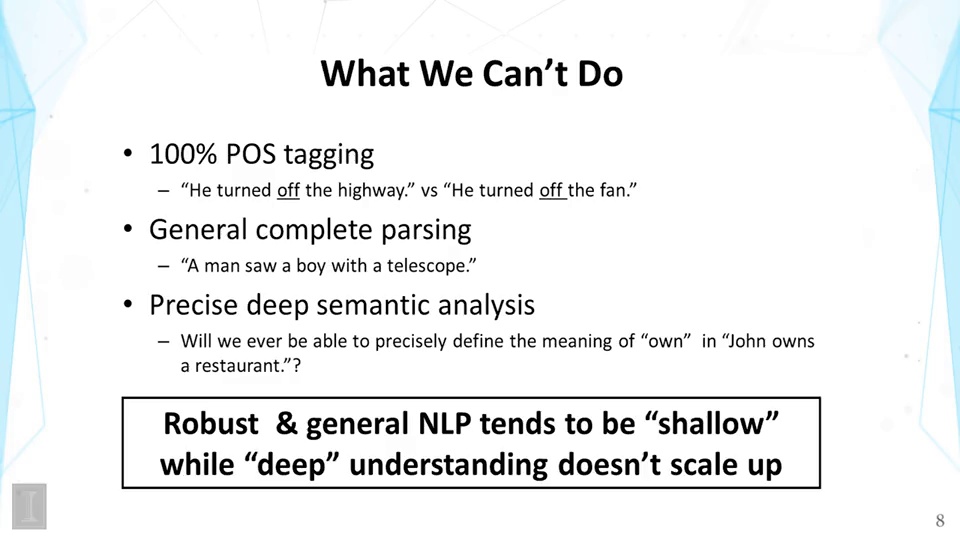 What We Can’t Do
• 100% POS tagging
– “He turned off the highway.” vs “He turned off the fan.”
• General complete parsing
– “A man saw a boy with a telescope.”
• Precise deep semantic analysis
– Will we ever be able to precisely define the meaning of “own” in “John owns
a restaurant.”?
Robust & general NLP tends to be “shallow”
while “deep” understanding doesn’t scale up
I
8